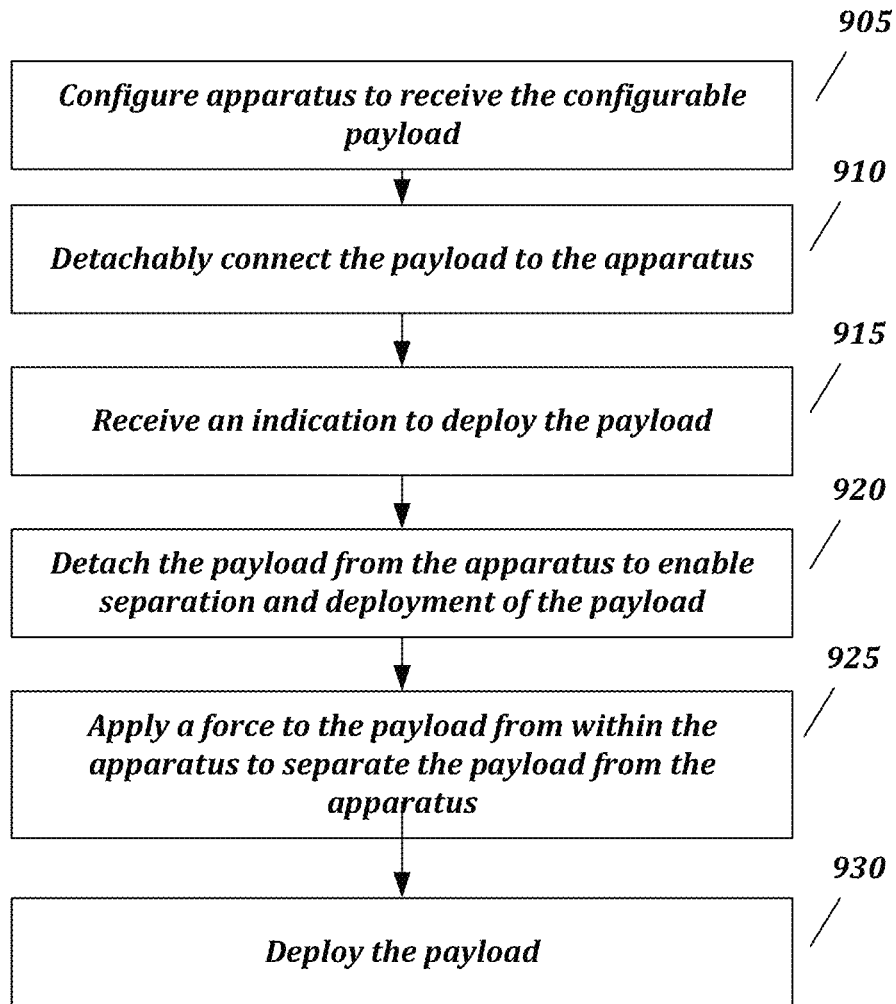 905
Configure apparatus to receive the configurable
payload
910
Detachably connect the payload to the apparatus
915
Receive an indication to deploy the payload
920
Detach the payload from the apparatus to enable
separation and deployment of the payload
925
Apply a force to the payload from within the
apparatus to separate the payload from the
apparatus
930
Deploy the payload